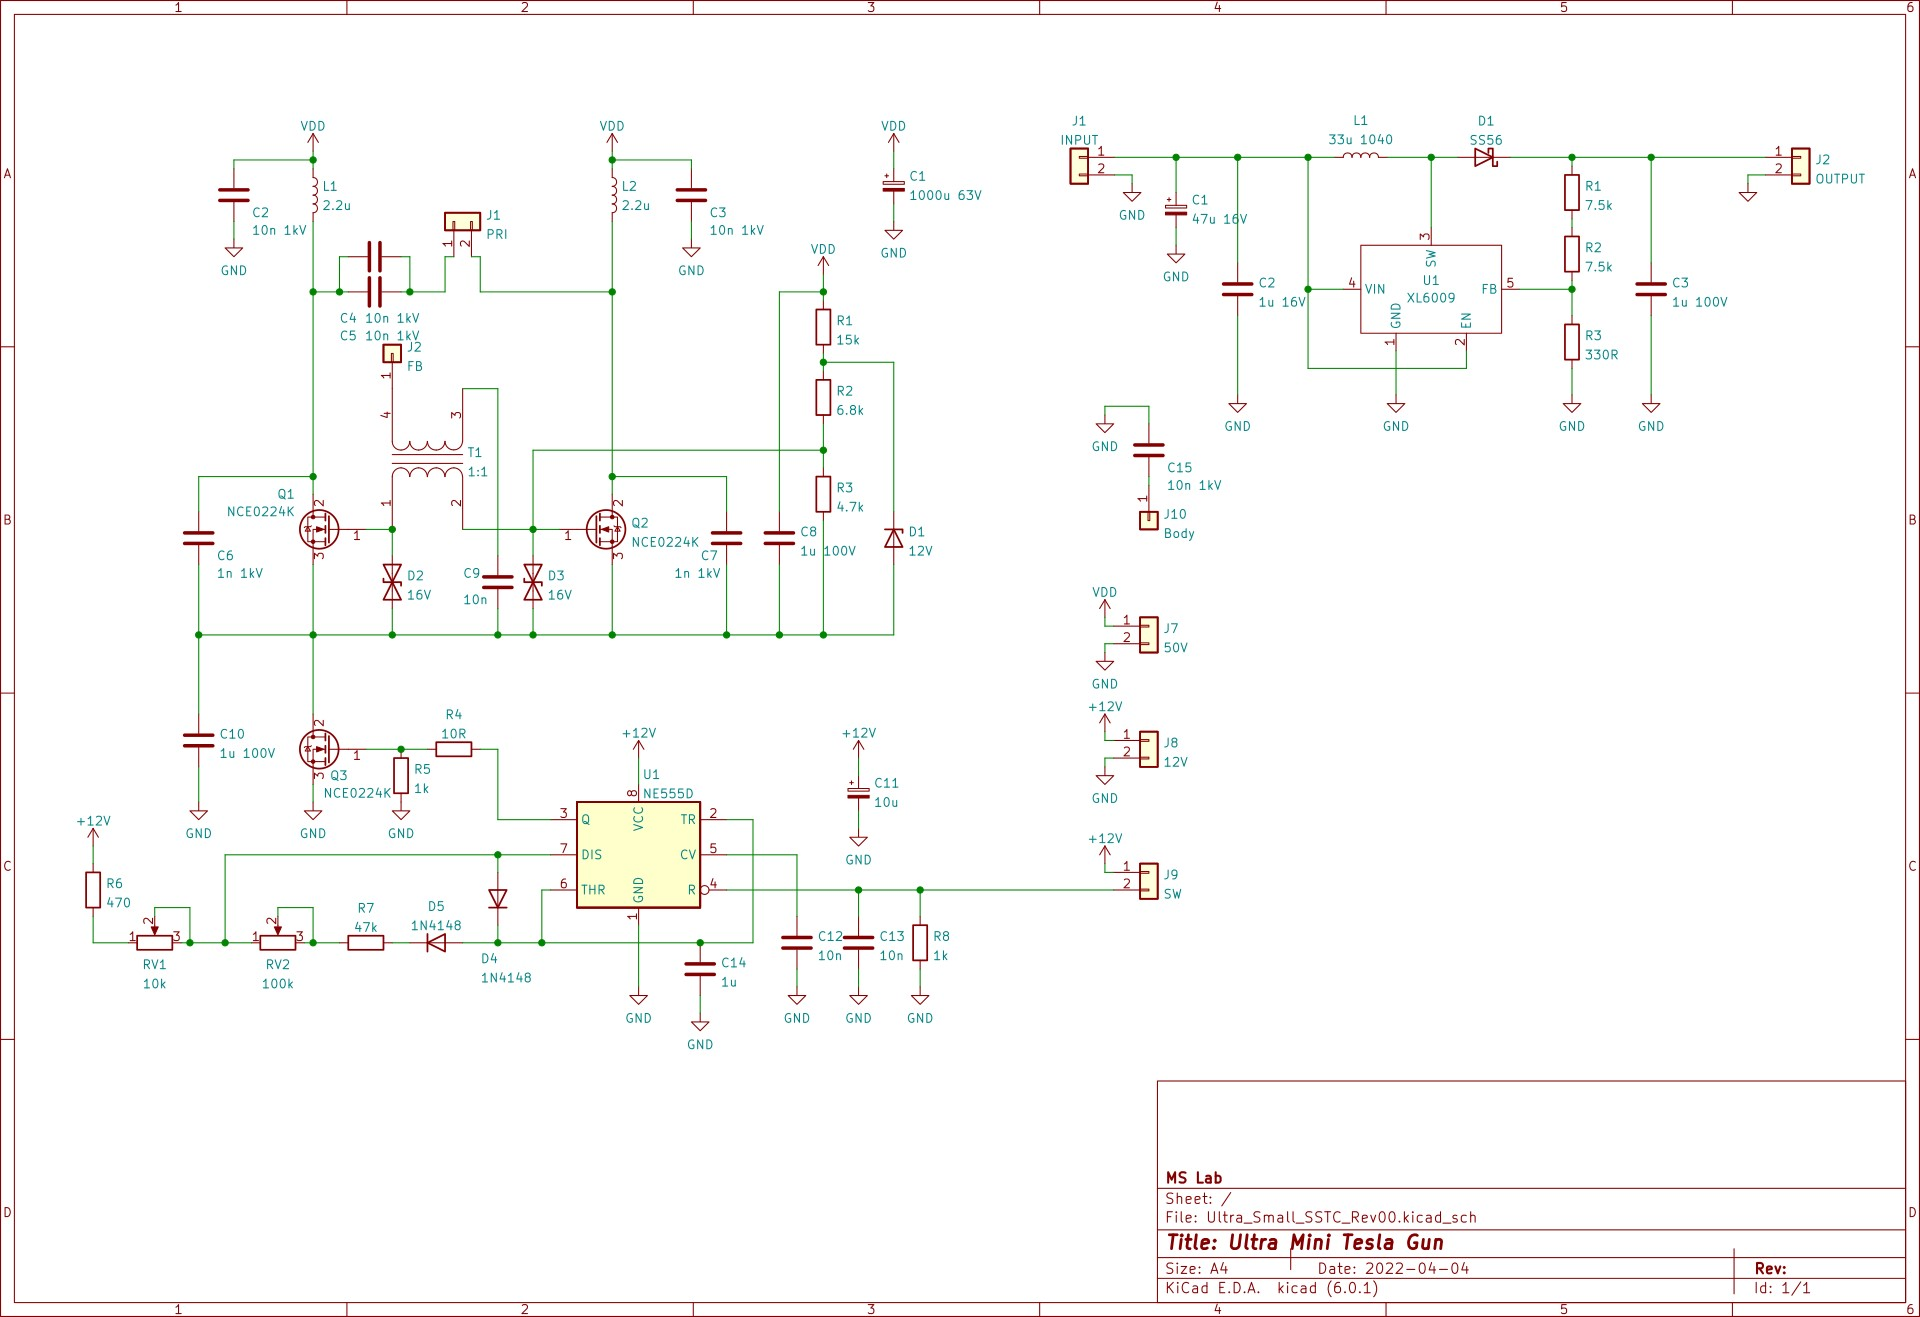 1 2 3 4 5 6
A
B
C
D
A
B
C
D
VDD
C2
10n 1kV
GND
L1
2.2u
C4 10n 1kV
C5 10n 1kV
J1
PRI
1 2
VDD
L2
2.2u
C3
10n 1kV
GND
VDD
C1
1000u 63V
GND
VDD
R1
15k
R2
6.8k
R3
4.7k
J2
FB
1
4 3
T1
1:1
1 2
Q1
NCE0224K
2
1
3
C6
1n 1kV
D2
16V
C9
10n
D3
16V
Q2
NCE0224K
2
1
3
C7
1n 1kV
C8
1u 100V
D1
12V
C10
1u 100V
GND
2
1
3
Q3
NCE0224K
GND
R4
10R
R5
1k
GND
+12V
U1
NE555D
8
VCC
3 Q
7 DIS
6 THR
TR 2
CV 5
R 4
GND
1
GND
+12V
C11
10u
GND
+12V
R6
470
1 2 3
RV1
10k
1 2 3
RV2
100k
R7
47k
D5
1N4148
D4
1N4148
C14
1u
GND
C12
10n
GND
C13
10n
GND
R8
1k
GND
J1
INPUT
1
2
GND
+
C1
47u 16V
GND
C2
1u 16V
GND
L1
33u 1040
D1
SS56
3
SW
U1
XL6009
4 VIN
FB 5
GND
EN
1 2
GND
R1
7.5k
R2
7.5k
R3
330R
GND
C3
1u 100V
GND
1
2
J2
OUTPUT
GND
C15
10n 1kV
1
J10
Body
VDD
1
2
J7
50V
GND
+12V
1
2
J8
12V
GND
+12V
1
2
J9
SW
MS Lab
Sheet: /
File: Ultra_Small_SSTC_Rev00.kicad_sch
Title: Ultra Mini Tesla Gun
Size: A4 Date: 2022-04-04 Rev:
KiCad E.D.A. kicad (6.0.1) Id: 1/1
1 2 3 4 5 6